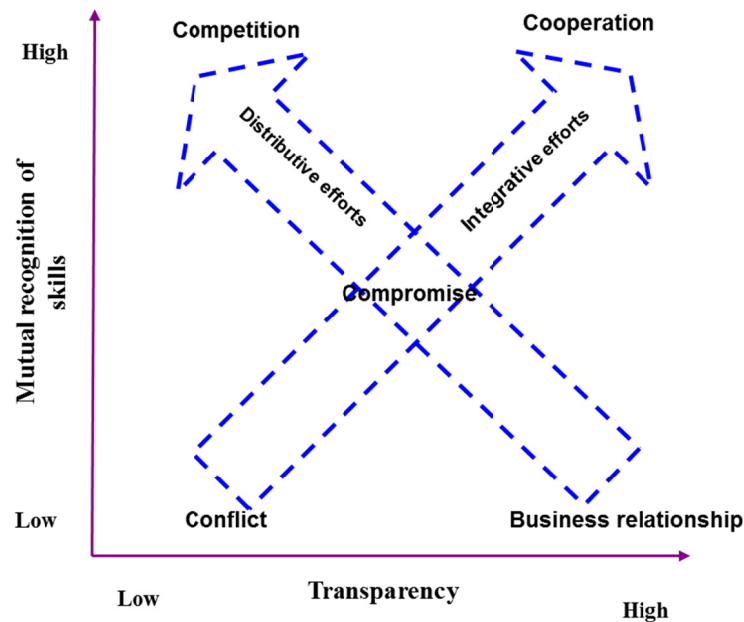 Competition
Cooperation
High
Distributive efforts
Integrative efforts
Mutual recognition of
skills
Compromise
Low
Conflict
Business relationship
Low
Transparency
High